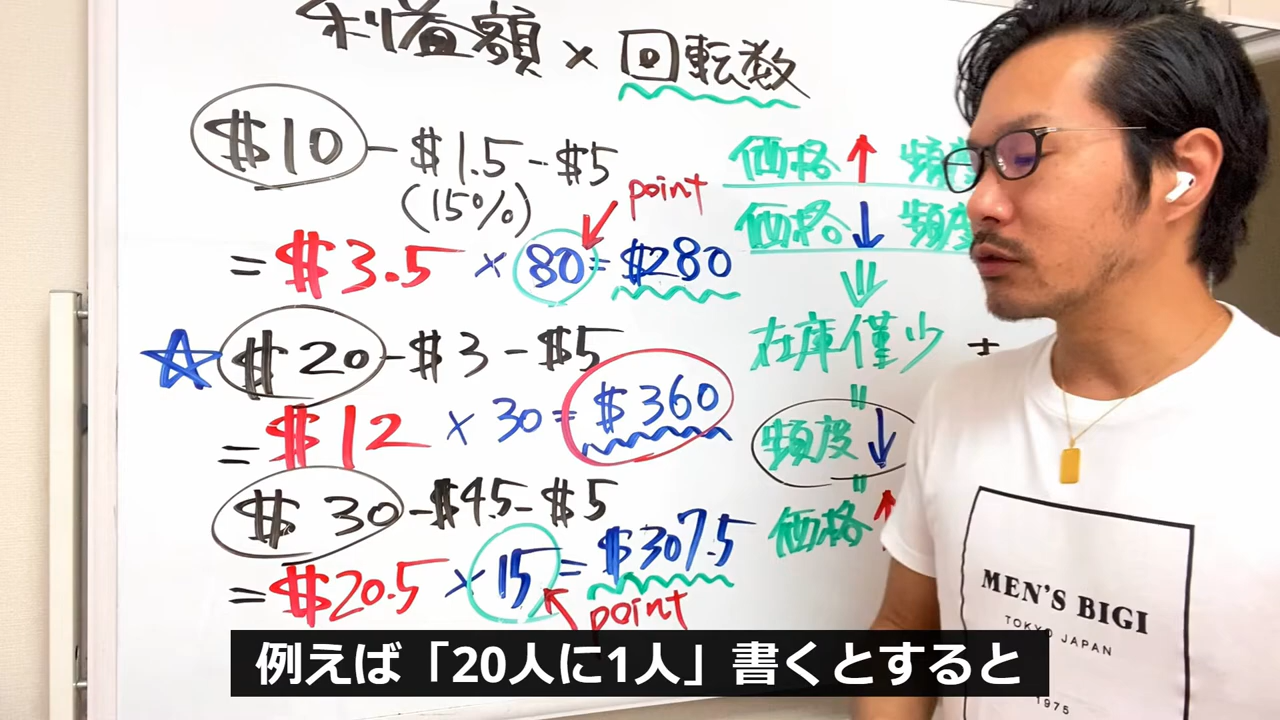 利益額 × 回転数
$10 - $1.5 - $5
(15%)
point
= $3.5 × 80 = $280
☆ $20 - $3 - $5
= $12 × 30 = $360
$30 - $4.5 - $5
= $20.5 × 15 = $307.5
point
価格↑ 頻度
価格↓ 頻度
⇓
在庫僅少 ±
=
頻度↓
=
価格↑
MEN'S BIGI
TOKYO JAPAN
1975
例えば「20人に1人」書くとすると